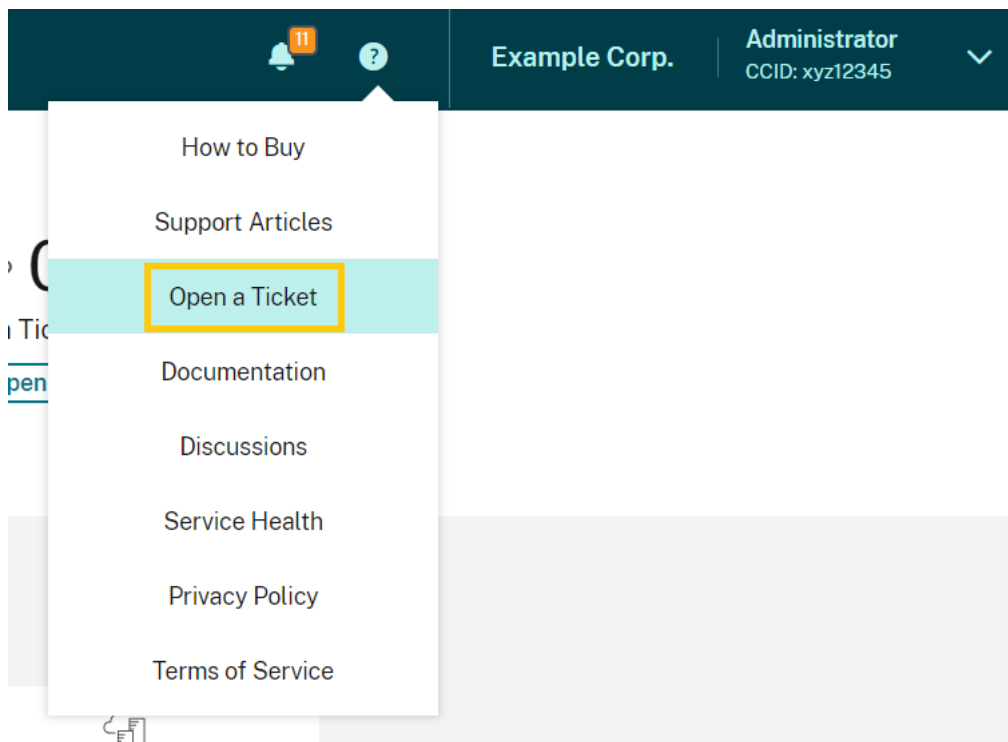 11
?
Example Corp.
Administrator
CCID: xyz12345
How to Buy
Support Articles
Open a Ticket
Documentation
Discussions
Service Health
Privacy Policy
Terms of Service